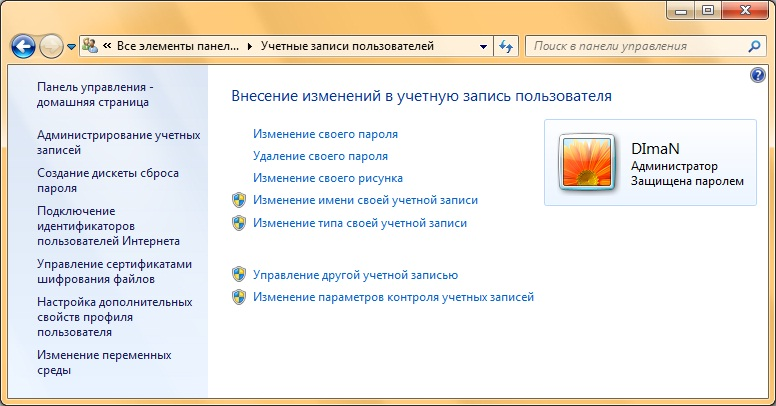 « Все элементы панел... ▸ Учетные записи пользователей
Поиск в панели управления
Панель управления -
домашняя страница
Администрирование учетных
записей
Создание дискеты сброса
пароля
Подключение
идентификаторов
пользователей Интернета
Управление сертификатами
шифрования файлов
Настройка дополнительных
свойств профиля
пользователя
Изменение переменных
среды
Внесение изменений в учетную запись пользователя
Изменение своего пароля
Удаление своего пароля
Изменение своего рисунка
Изменение имени своей учетной записи
Изменение типа своей учетной записи
Управление другой учетной записью
Изменение параметров контроля учетных записей
DImaN
Администратор
Защищена паролем